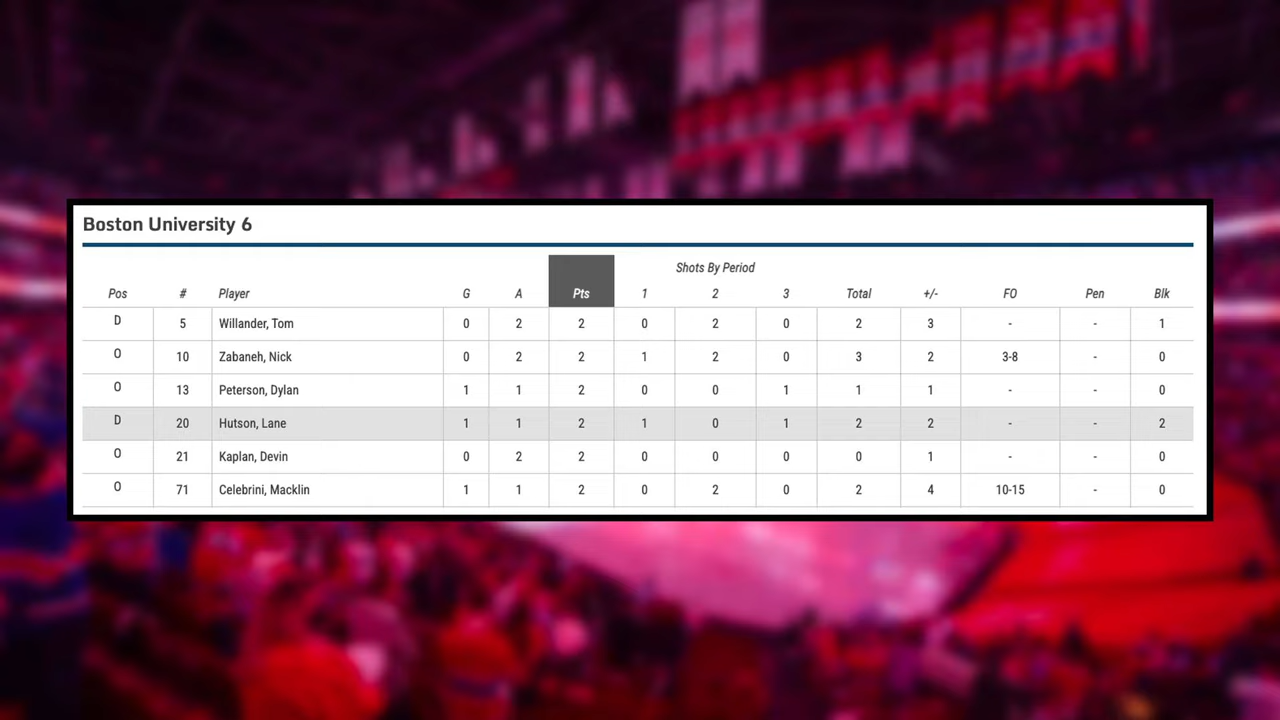 Boston University 6
Shots By Period
Pos # Player G A Pts 1 2 3 Total +/- FO Pen Blk
D 5 Willander, Tom 0 2 2 0 2 0 2 3 - - 1
O 10 Zabaneh, Nick 0 2 2 1 2 0 3 2 3-8 - 0
O 13 Peterson, Dylan 1 1 2 0 0 1 1 1 - - 0
D 20 Hutson, Lane 1 1 2 1 0 1 2 2 - - 2
O 21 Kaplan, Devin 0 2 2 0 0 0 0 1 - - 0
O 71 Celebrini, Macklin 1 1 2 0 2 0 2 4 10-15 - 0